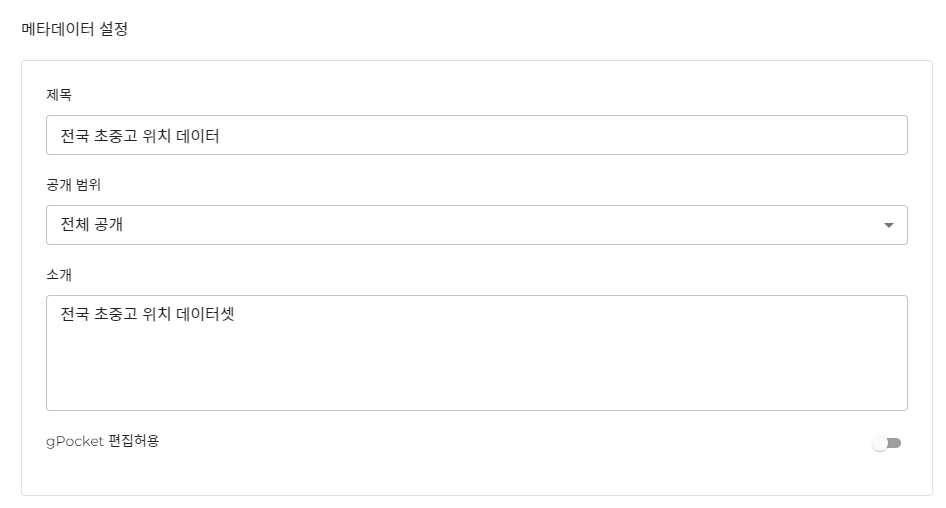 메타데이터 설정
제목
전국 초중고 위치 데이터
공개 범위
전체 공개
소개
전국 초중고 위치 데이터셋
gPocket 편집허용